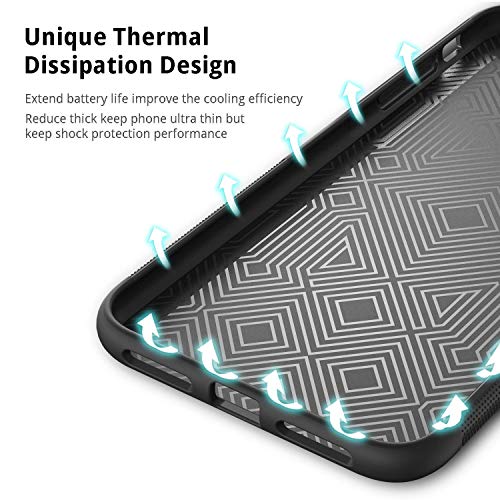 Unique Thermal
Dissipation Design
Extend battery life improve the cooling efficiency
Reduce thick keep phone ultra thin but
keep shock protection performance